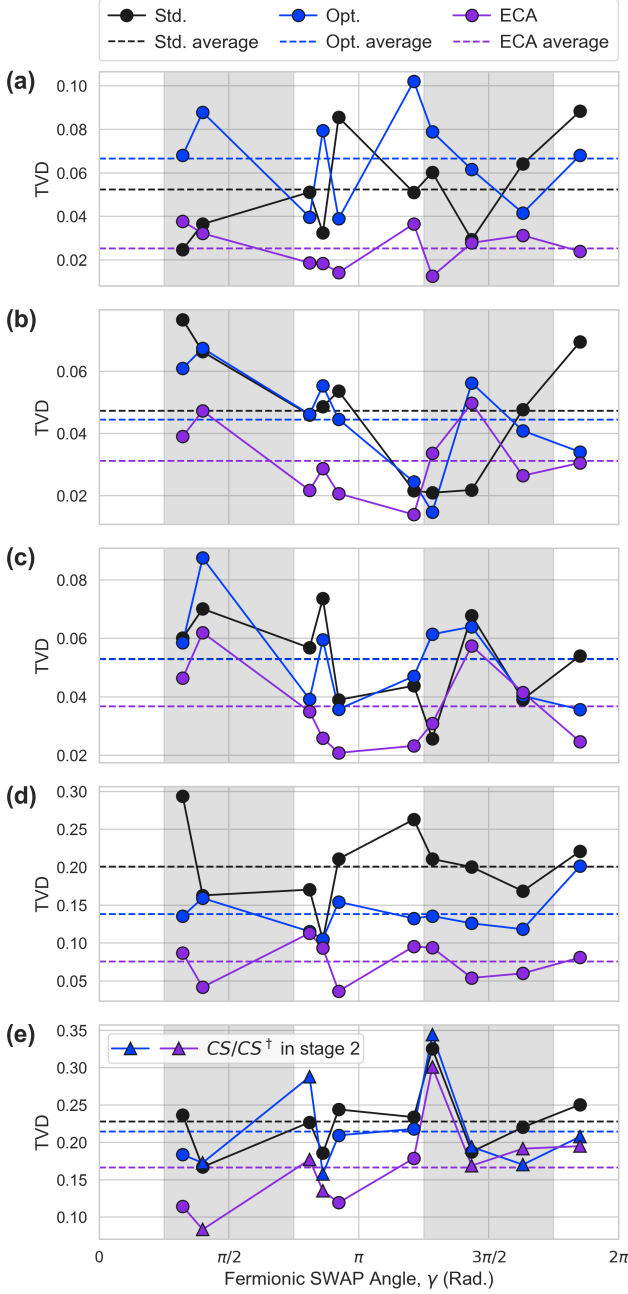 Std. Opt. ECA
Std. average Opt. average ECA average
(a)
0.10
0.08
0.06
0.04
0.02
TVD
(b)
0.06
0.04
0.02
TVD
(c)
0.08
0.06
0.04
0.02
TVD
(d)
0.30
0.25
0.20
0.15
0.10
0.05
TVD
(e)
CS/CS† in stage 2
0.35
0.30
0.25
0.20
0.15
0.10
TVD
0 π/2 π 3π/2 2π
Fermionic SWAP Angle, γ (Rad.)